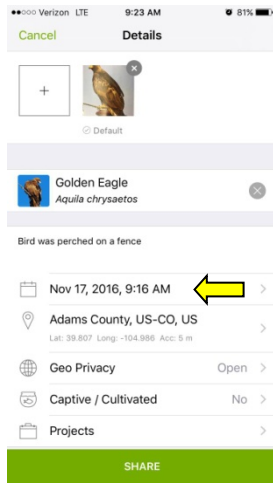 Verizon LTE 9:23 AM 81%
Cancel Details
+
Default
Golden Eagle
Aquila chrysaetos
Bird was perched on a fence
Nov 17, 2016, 9:16 AM
Adams County, US-CO, US
Lat: 39.807 Long: -104.986 Acc: 5 m
Geo Privacy Open
Captive / Cultivated No
Projects
SHARE